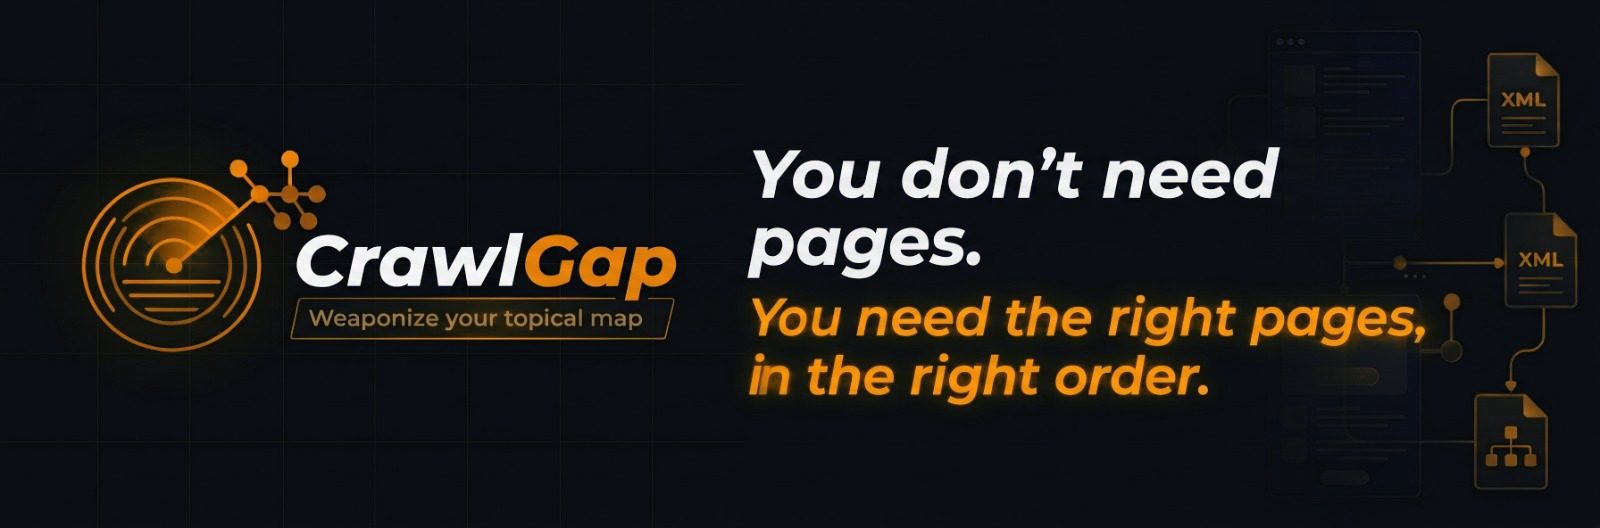 CrawlGap
Weaponize your topical map
You don’t need
pages.
You need the right pages,
in the right order.
XML
XML